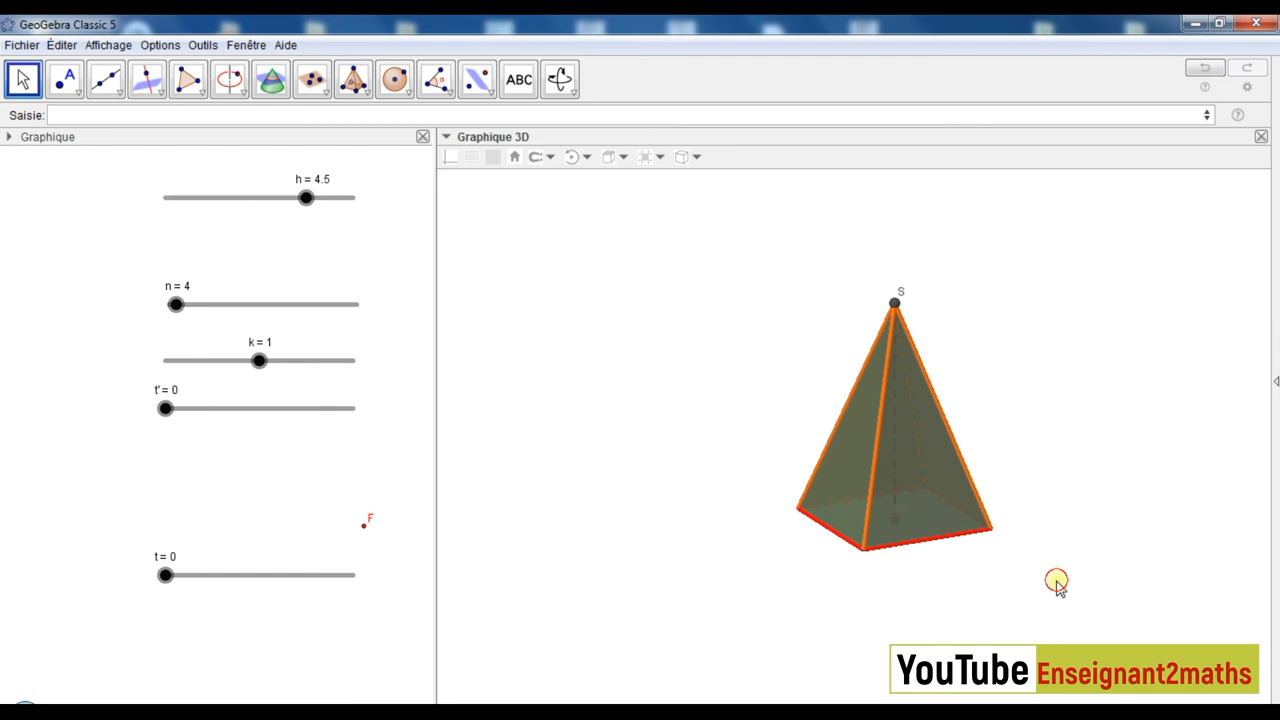 GeoGebra Classic 5
Fichier Éditer Affichage Options Outils Fenêtre Aide
A
α
ABC
Saisie:
Graphique
Graphique 3D
h = 4.5
n = 4
k = 1
t' = 0
F
t = 0
S
YouTube Enseignant2maths